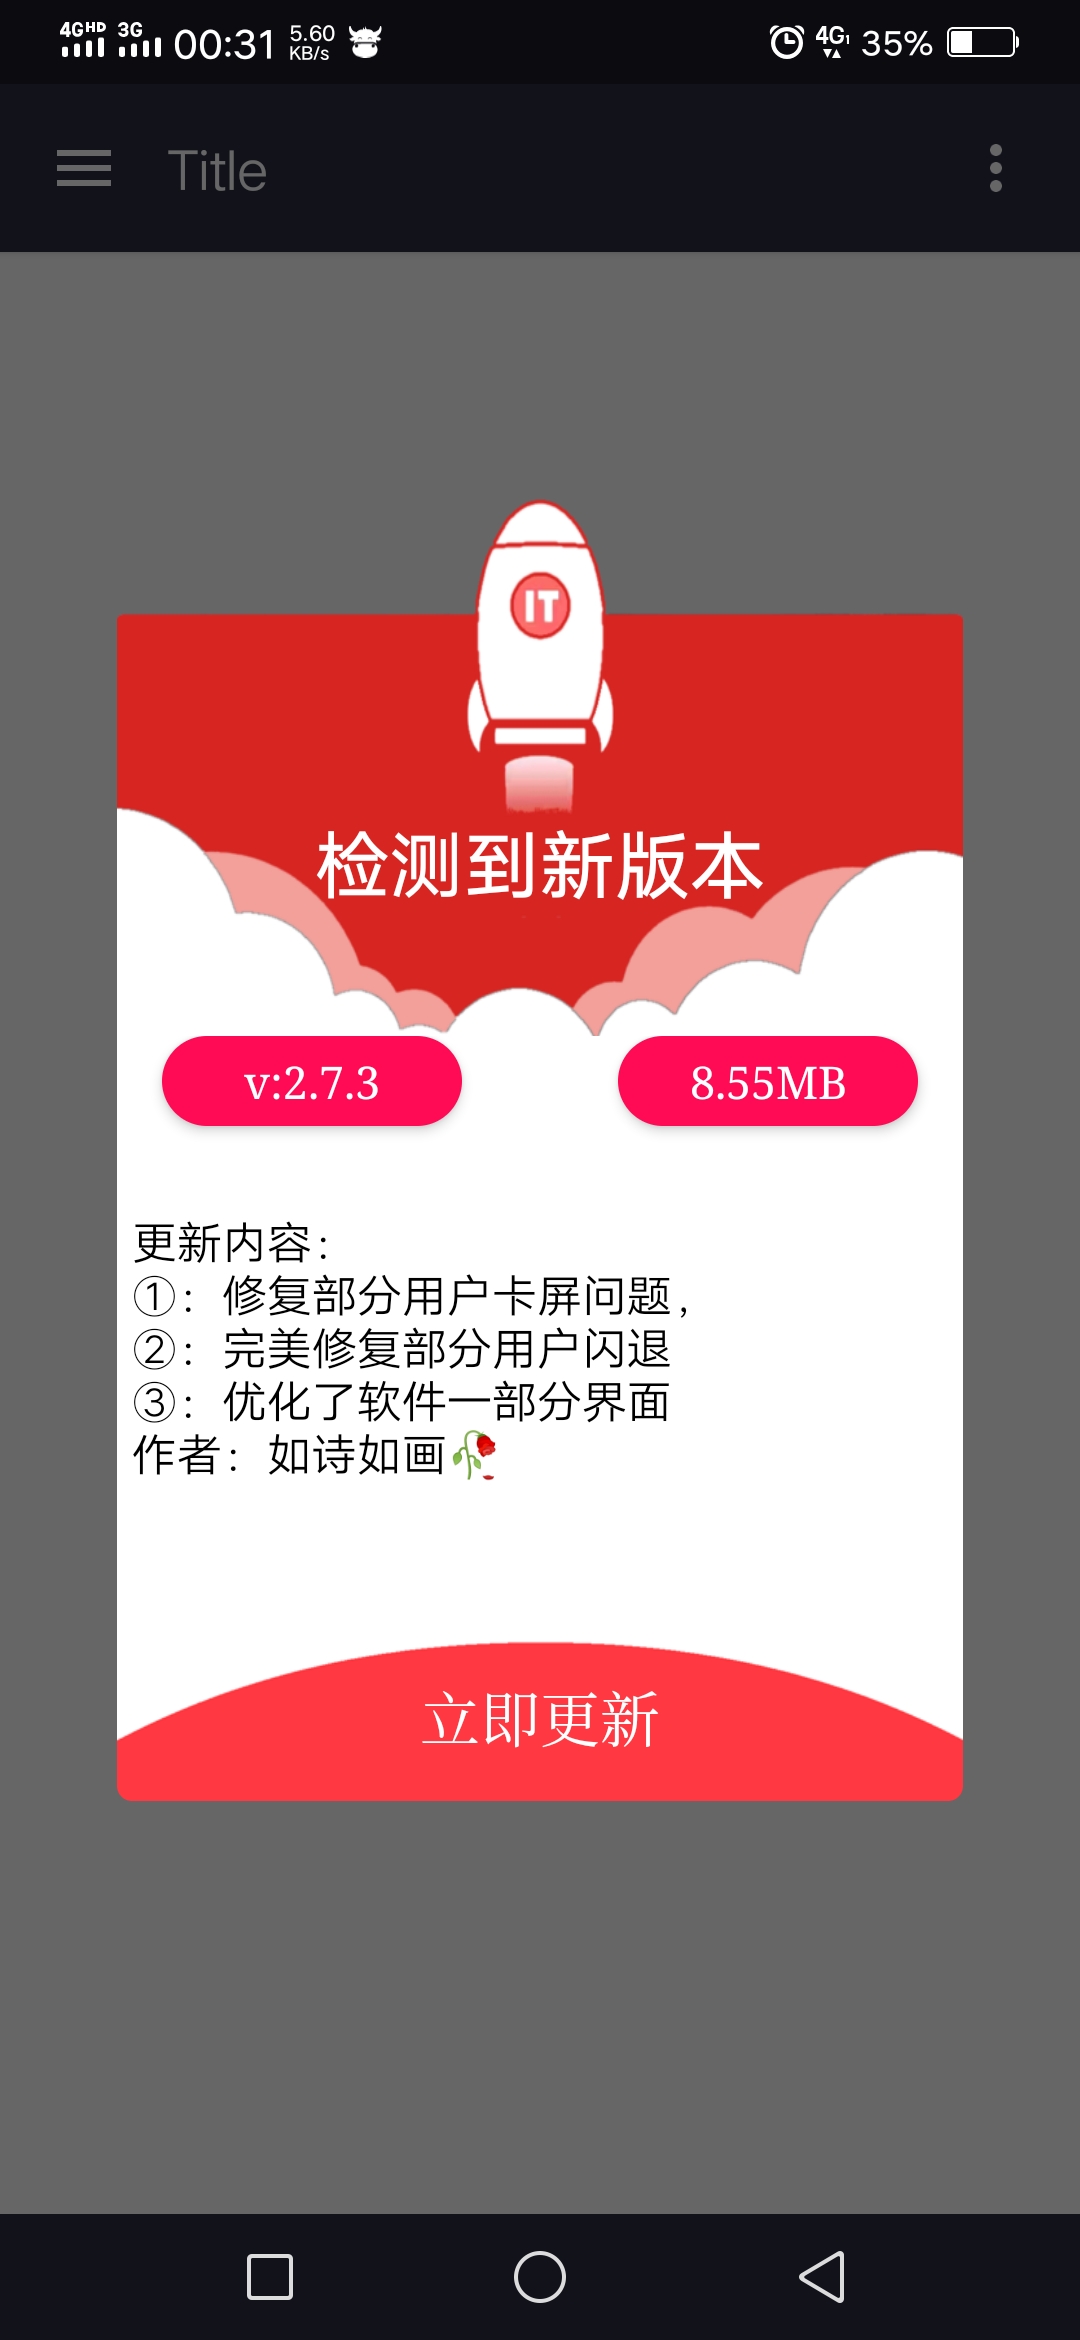 4GHD 3G 00:31 5.60 KB/s 4G1 35%
Title
IT
检测到新版本
v:2.7.3 8.55MB
更新内容：
①：修复部分用户卡屏问题，
②：完美修复部分用户闪退
③：优化了软件一部分界面
作者：如诗如画🥀
立即更新